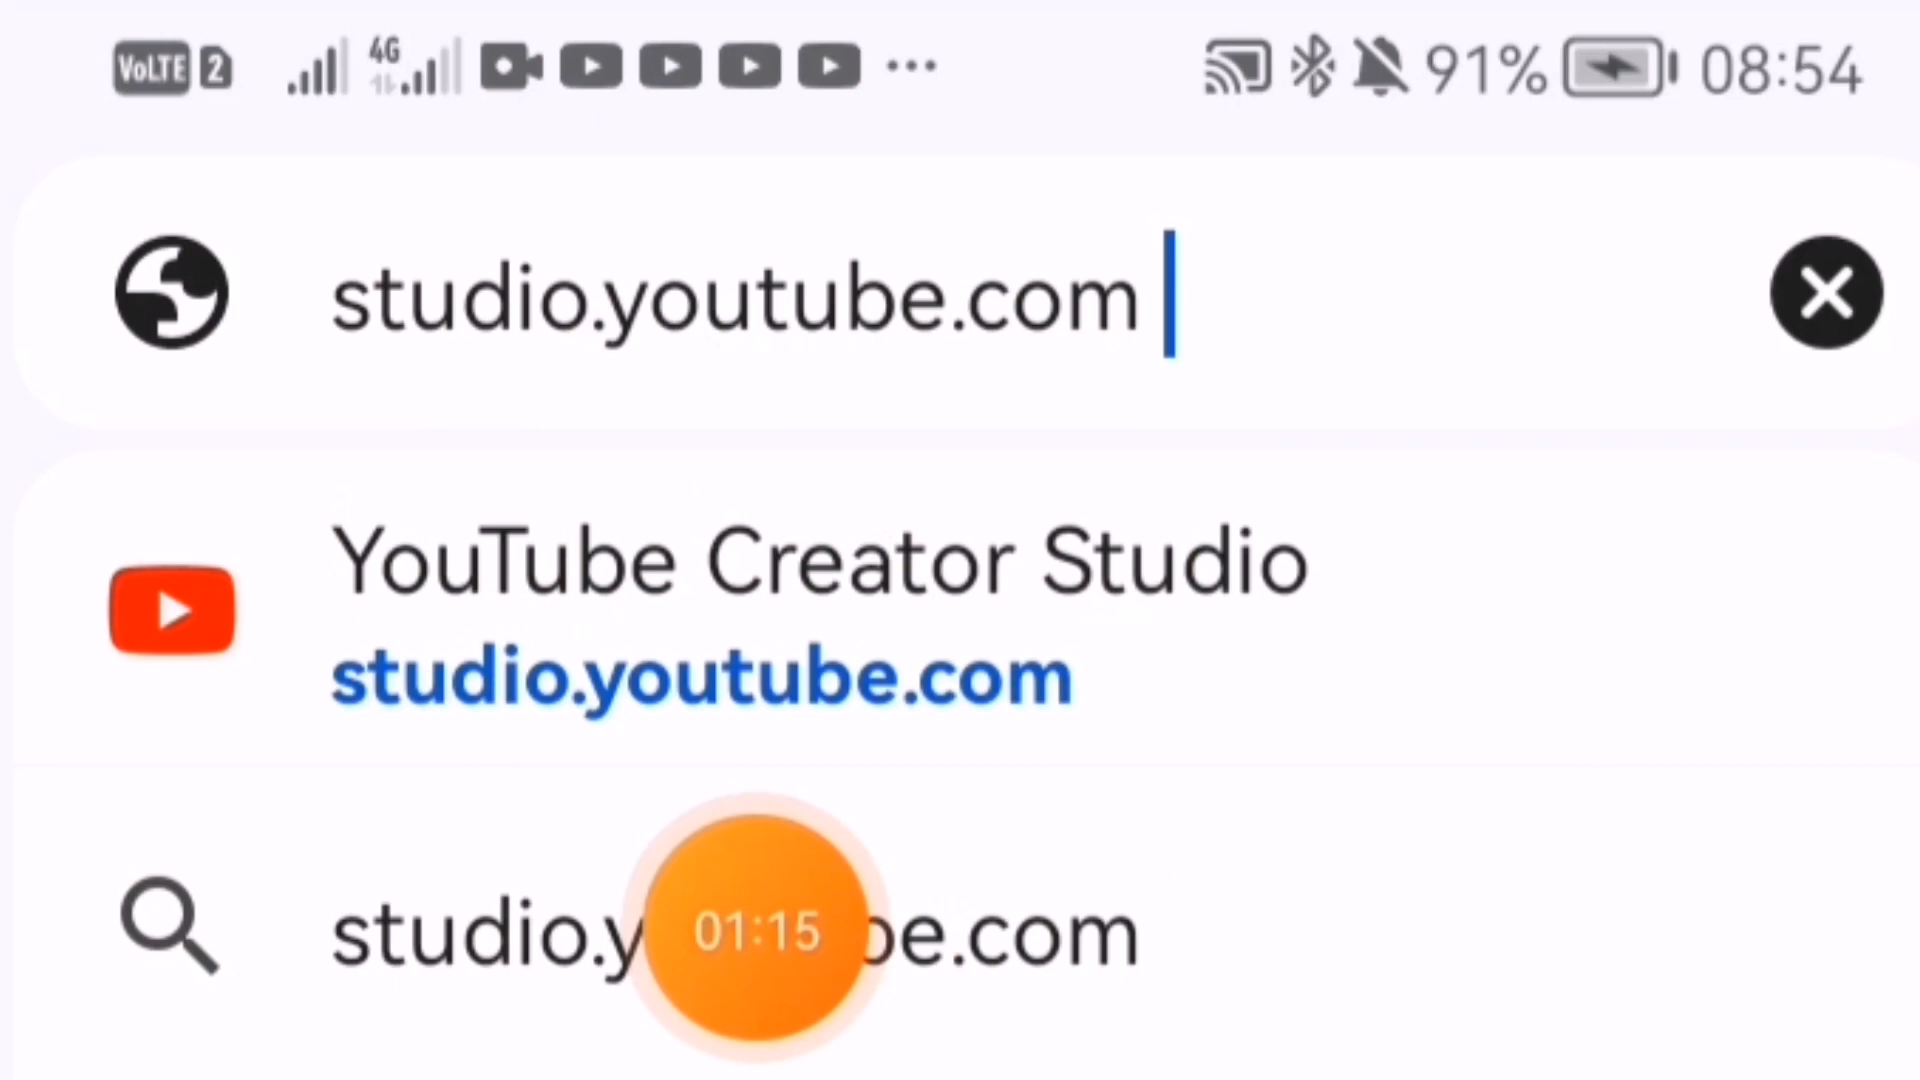 VoLTE 2 4G 91% 08:54
studio.youtube.com
YouTube Creator Studio
studio.youtube.com
studio.y be.com
01:15